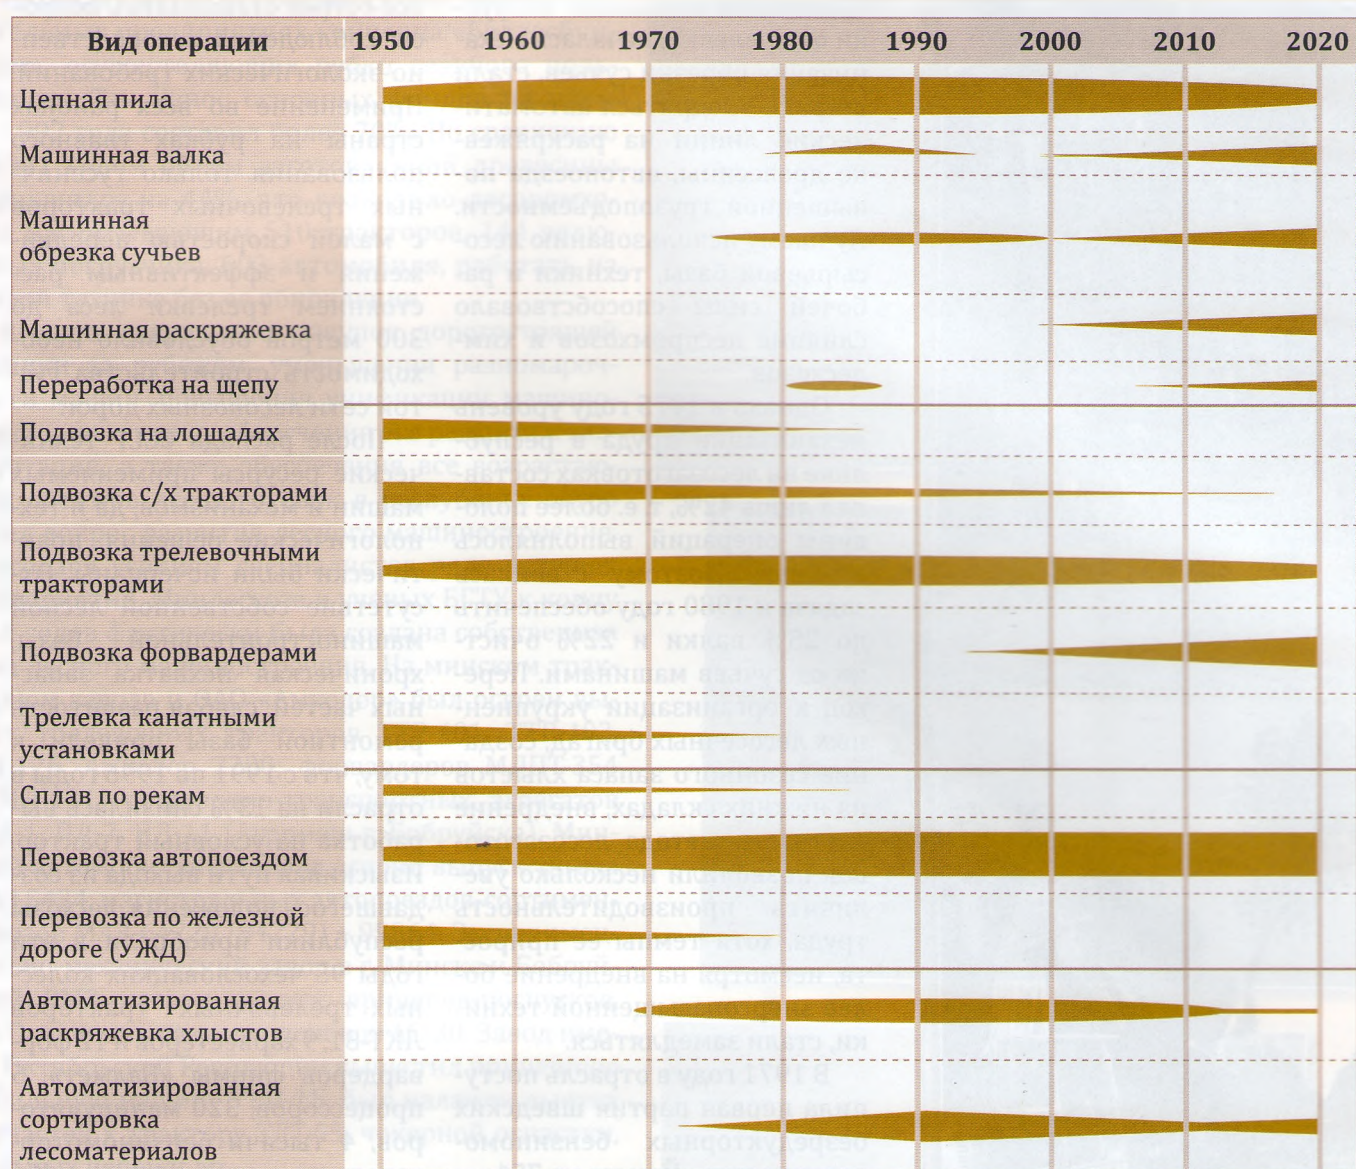 Вид операции 1950 1960 1970 1980 1990 2000 2010 2020
Цепная пила
Машинная валка
Машинная
обрезка сучьев
Машинная раскряжевка
Переработка на щепу
Подвозка на лошадях
Подвозка с/х тракторами
Подвозка трелевочными
тракторами
Подвозка форвардерами
Трелевка канатными
установками
Сплав по рекам
Перевозка автопоездом
Перевозка по железной
дороге (УЖД)
Автоматизированная
раскряжевка хлыстов
Автоматизированная
сортировка
лесоматериалов